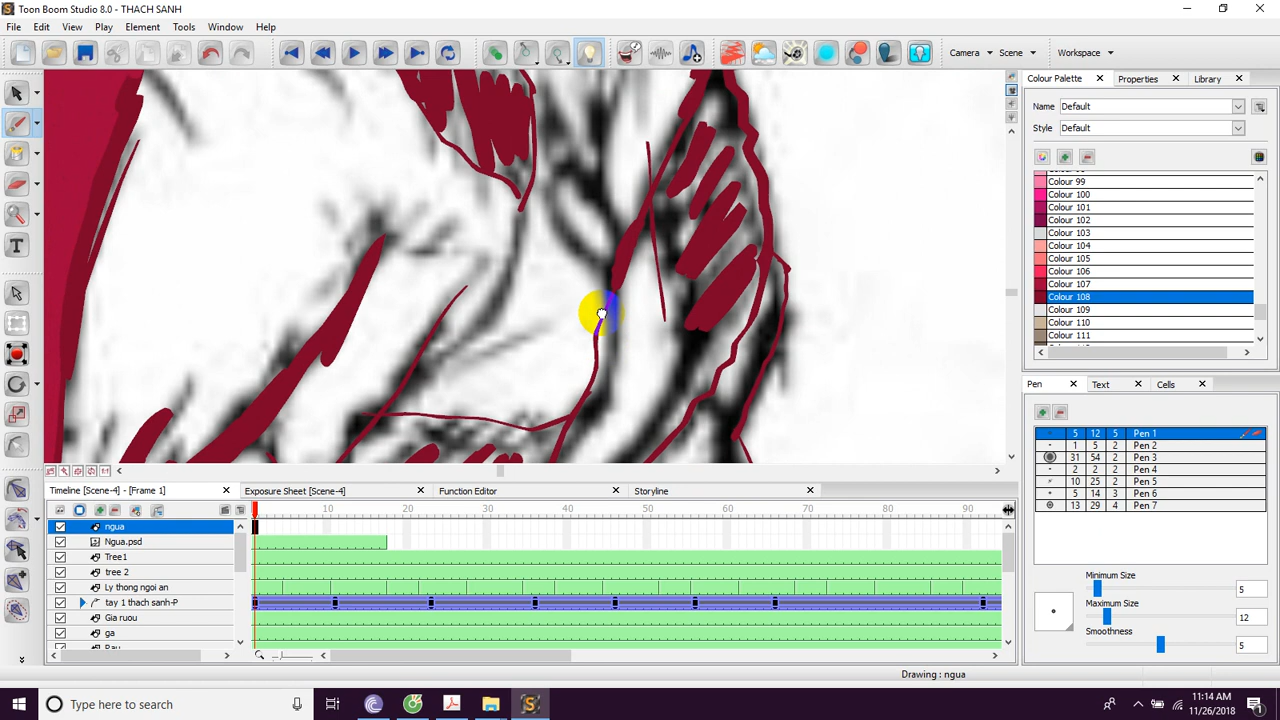 Toon Boom Studio 8.0 - THACH SANH
File Edit View Play Element Tools Window Help
Camera Scene Workspace
Colour Palette Properties Library
Name Default
Style Default
Colour 99
Colour 100
Colour 101
Colour 102
Colour 103
Colour 104
Colour 105
Colour 106
Colour 107
Colour 108
Colour 109
Colour 110
Colour 111
Pen Text Cells
5 12 5 Pen 1
1 5 2 Pen 2
31 54 2 Pen 3
2 2 2 Pen 4
10 25 2 Pen 5
5 14 3 Pen 6
13 29 4 Pen 7
Minimum Size 5
Maximum Size 12
Smoothness 5
Timeline [Scene-4] - [Frame 1] Exposure Sheet [Scene-4] Function Editor Storyline
10 20 30 40 50 60 70 80 90
ngua
Ngua.psd
Tree1
tree 2
Ly thong ngoi an
tay 1 thach sanh-P
Gia ruou
ga
Drawing : ngua
Type here to search
11:14 AM
11/26/2018